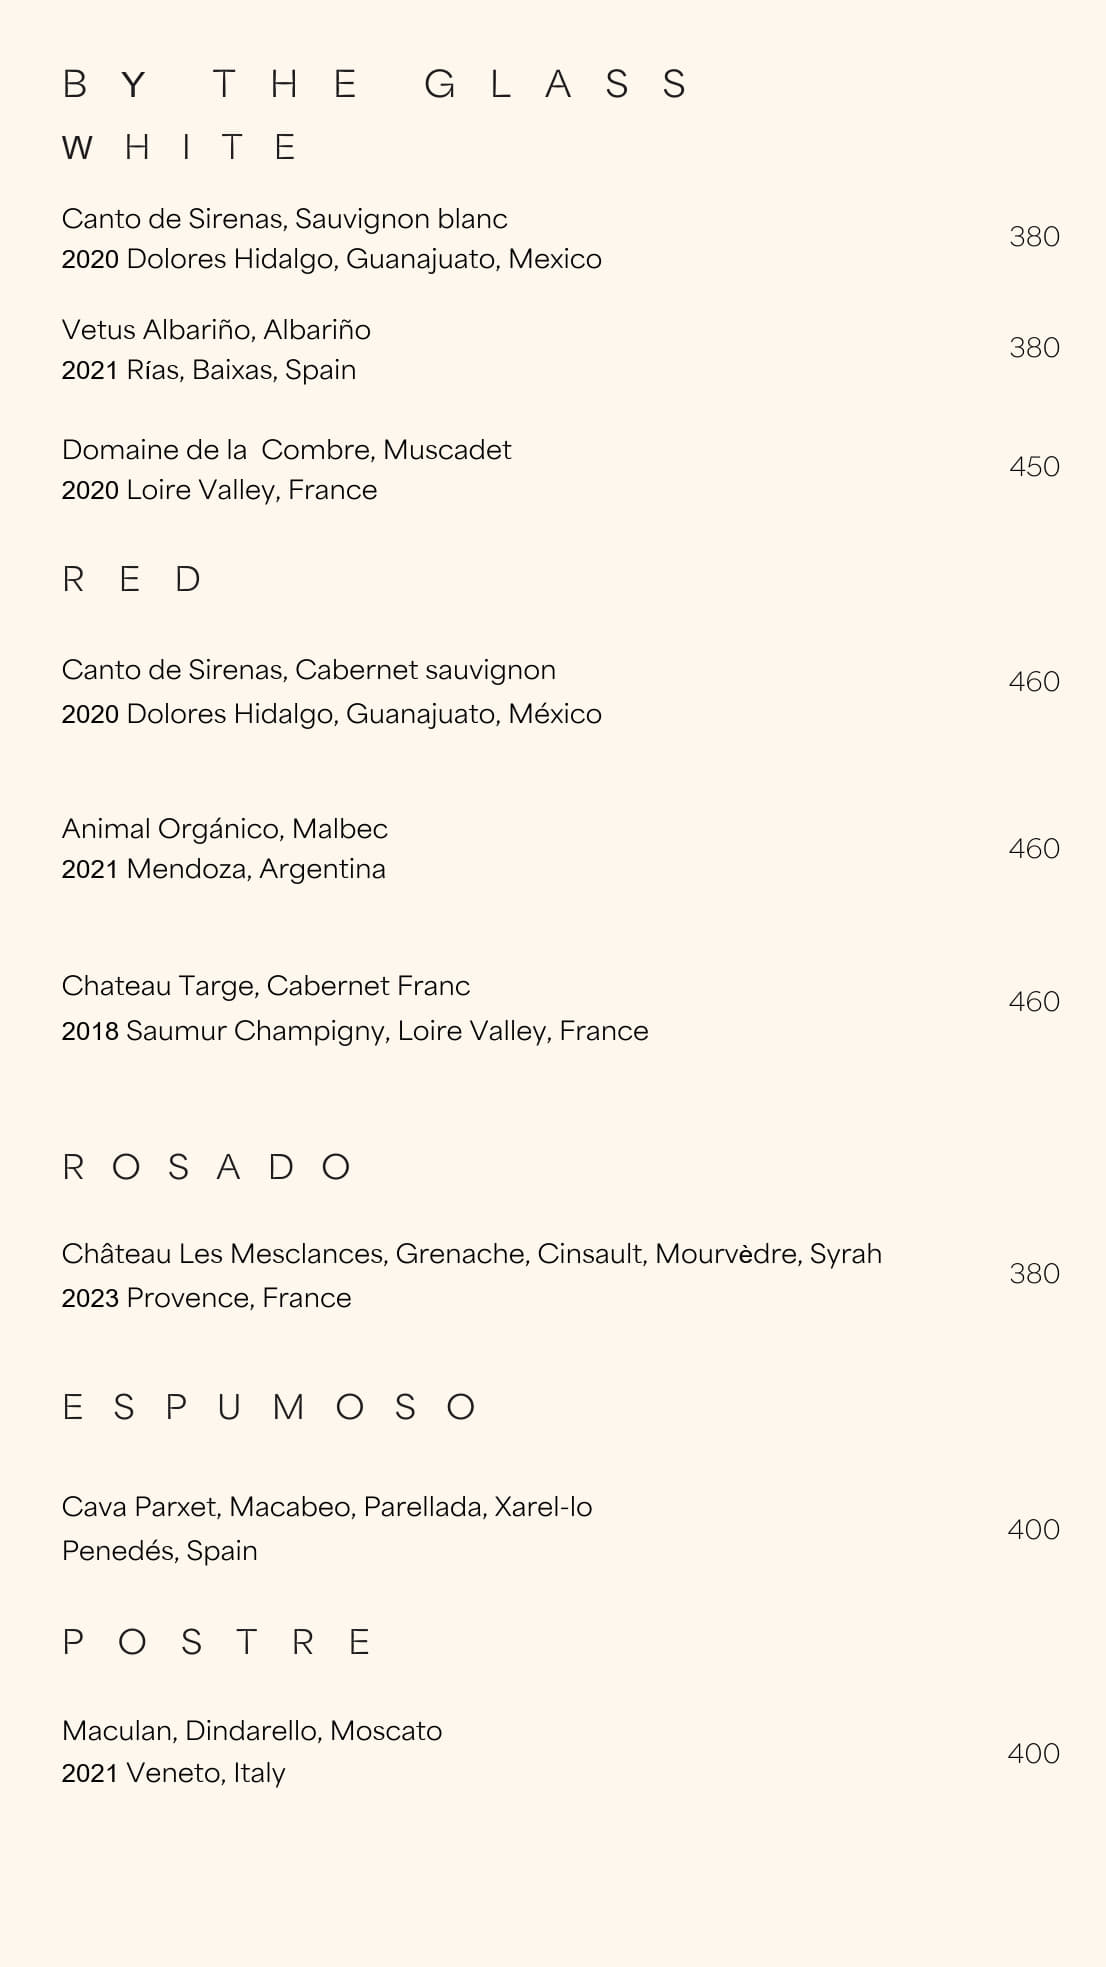 BY THE GLASS
WHITE
Canto de Sirenas, Sauvignon blanc
380
2020 Dolores Hidalgo, Guanajuato, Mexico
Vetus Albariño, Albariño
380
2021 Rías, Baixas, Spain
Domaine de la  Combre, Muscadet
450
2020 Loire Valley, France
RED
Canto de Sirenas, Cabernet sauvignon
460
2020 Dolores Hidalgo, Guanajuato, México
Animal Orgánico, Malbec
460
2021 Mendoza, Argentina
Chateau Targe, Cabernet Franc
460
2018 Saumur Champigny, Loire Valley, France
ROSADO
Château Les Mesclances, Grenache, Cinsault, Mourvèdre, Syrah
380
2023 Provence, France
ESPUMOSO
Cava Parxet, Macabeo, Parellada, Xarel-lo
400
Penedés, Spain
POSTRE
Maculan, Dindarello, Moscato
400
2021 Veneto, Italy